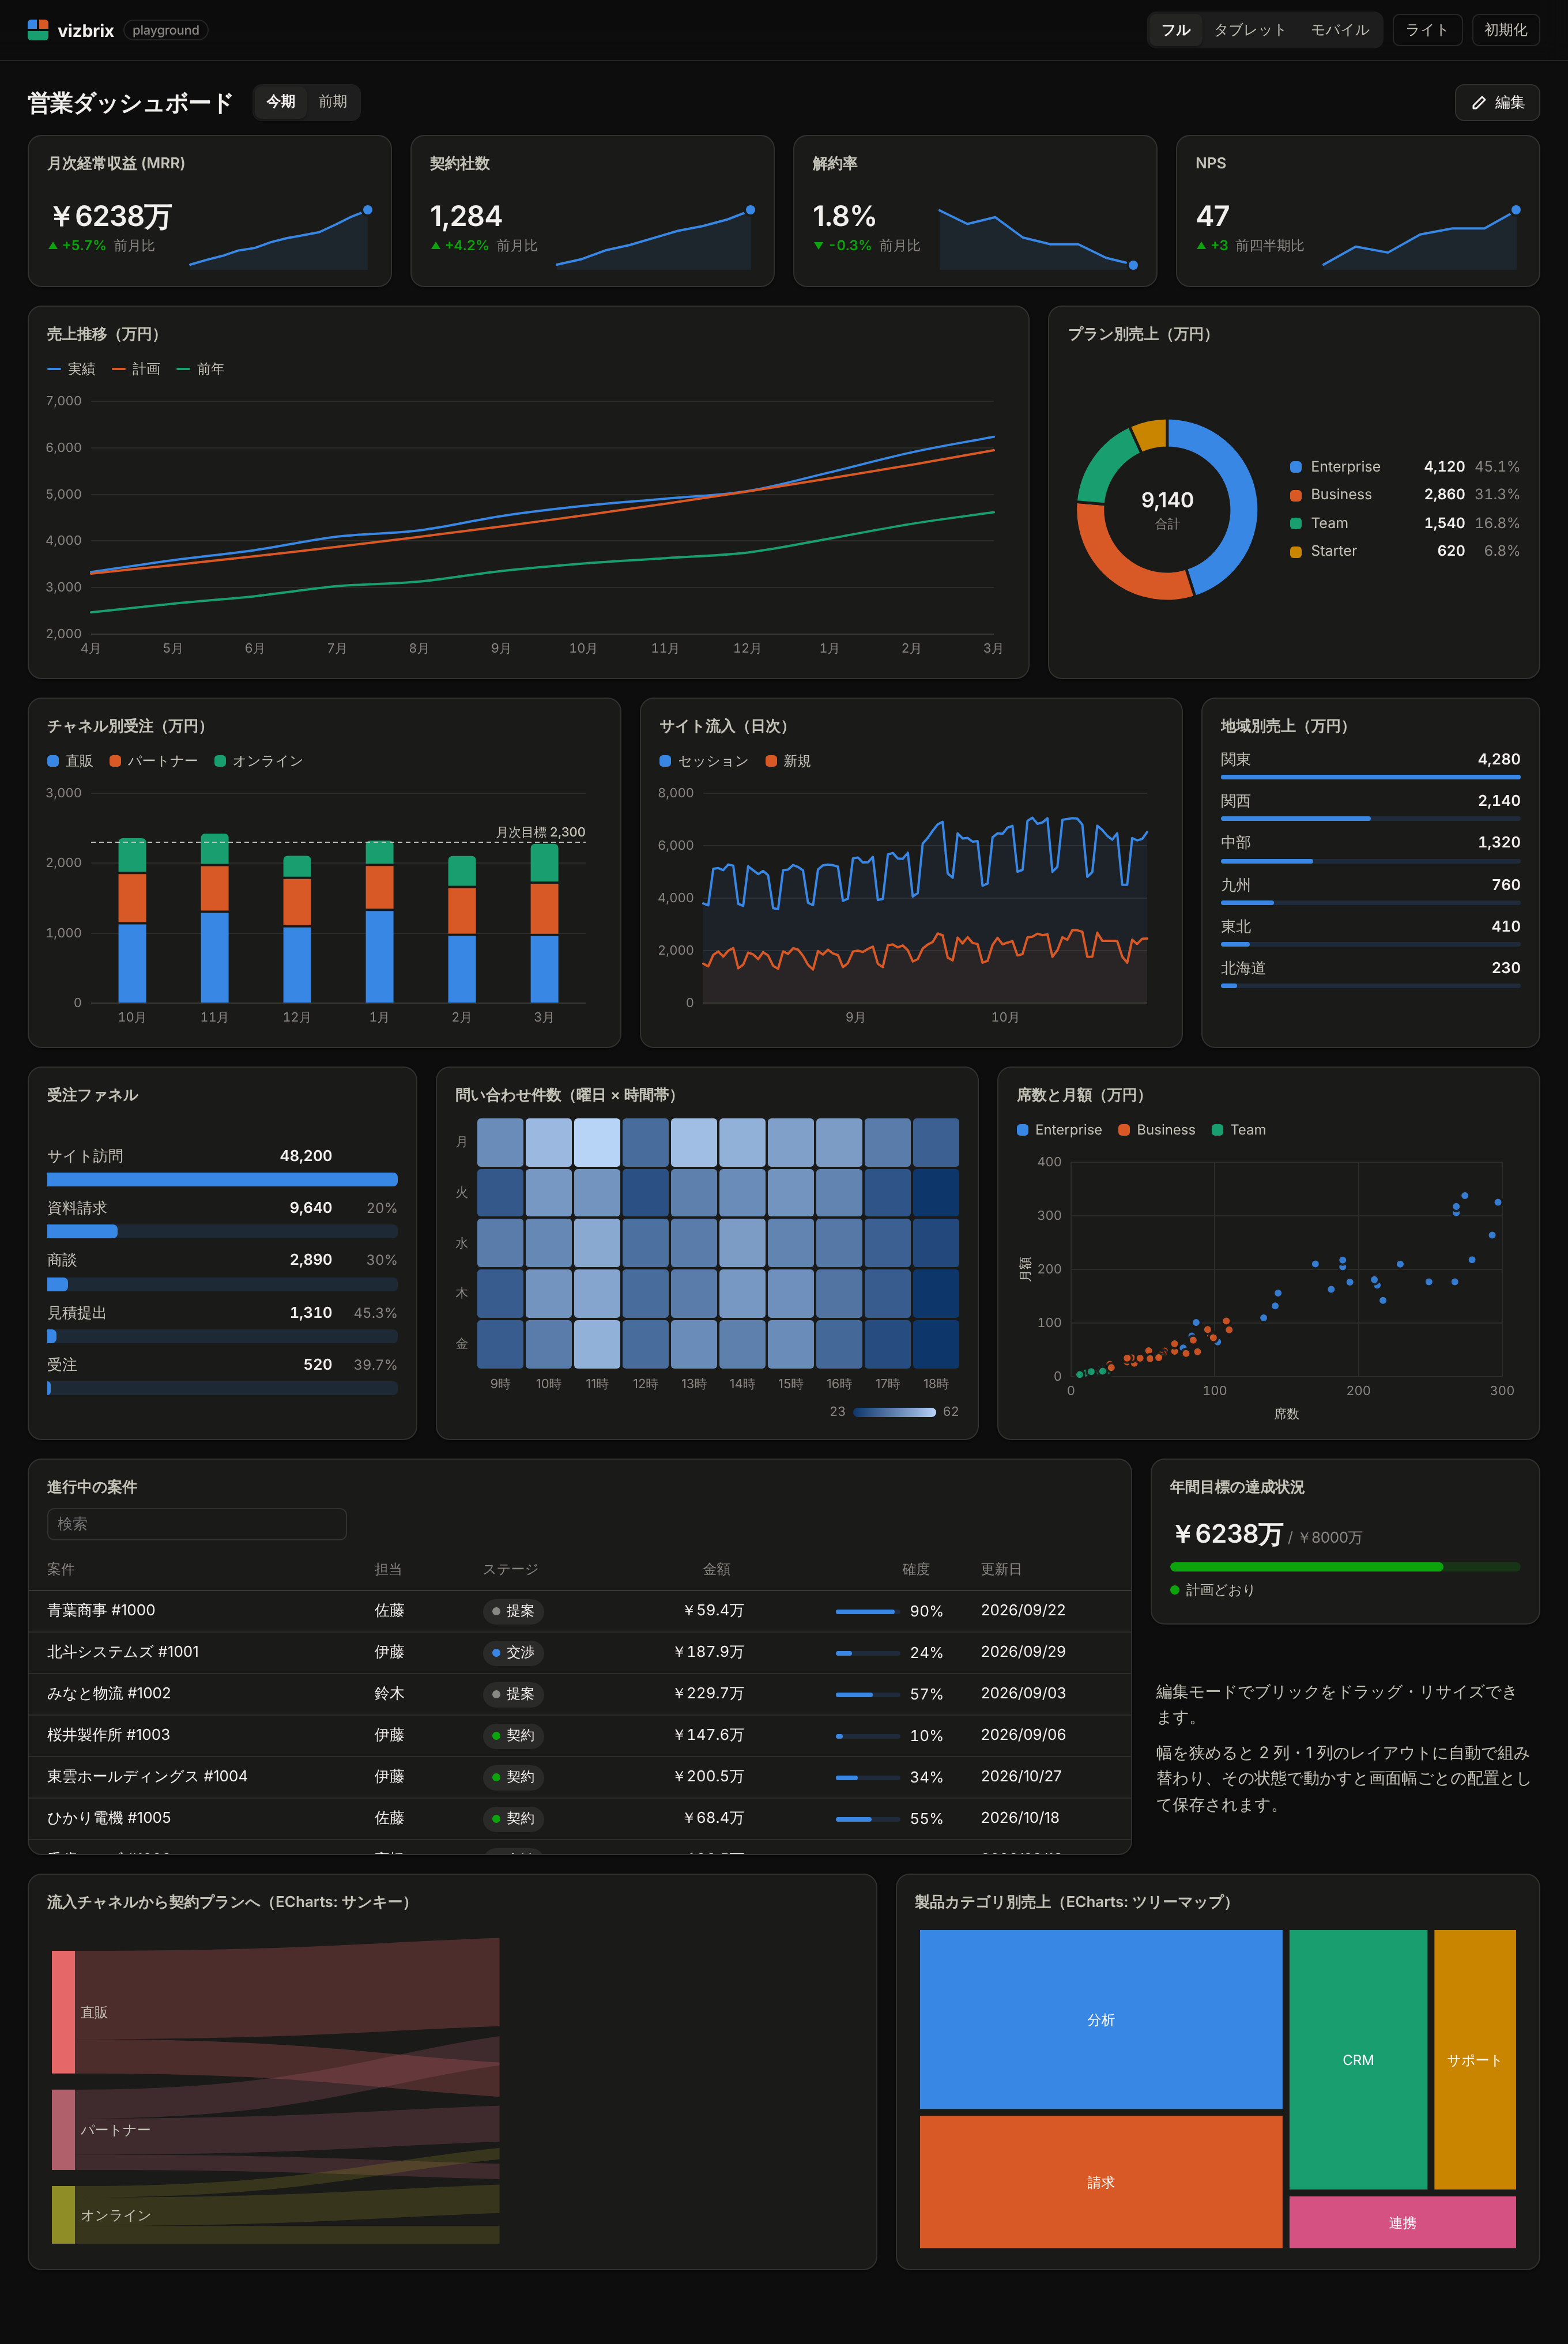 vizbrix playground フル タブレット モバイル ライト 初期化
営業ダッシュボード 今期 前期 編集
月次経常収益 (MRR)
￥6238万
▲ +5.7% 前月比
契約社数
1,284
▲ +4.2% 前月比
解約率
1.8%
▼ -0.3% 前月比
NPS
47
▲ +3 前四半期比
売上推移（万円）
実績 計画 前年
7,000
6,000
5,000
4,000
3,000
2,000
4月 5月 6月 7月 8月 9月 10月 11月 12月 1月 2月 3月
プラン別売上（万円）
9,140
合計
Enterprise 4,120 45.1%
Business 2,860 31.3%
Team 1,540 16.8%
Starter 620 6.8%
チャネル別受注（万円）
直販 パートナー オンライン
3,000
月次目標 2,300
2,000
1,000
0
10月 11月 12月 1月 2月 3月
サイト流入（日次）
セッション 新規
8,000
6,000
4,000
2,000
0
9月 10月
地域別売上（万円）
関東 4,280
関西 2,140
中部 1,320
九州 760
東北 410
北海道 230
受注ファネル
サイト訪問 48,200
資料請求 9,640 20%
商談 2,890 30%
見積提出 1,310 45.3%
受注 520 39.7%
問い合わせ件数（曜日 × 時間帯）
月
火
水
木
金
9時 10時 11時 12時 13時 14時 15時 16時 17時 18時
23 62
席数と月額（万円）
Enterprise Business Team
400
300
月額
200
100
0
0 100 200 300
席数
進行中の案件
検索
案件 担当 ステージ 金額 確度 更新日
青葉商事 #1000 佐藤 提案 ￥59.4万 90% 2026/09/22
北斗システムズ #1001 伊藤 交渉 ￥187.9万 24% 2026/09/29
みなと物流 #1002 鈴木 提案 ￥229.7万 57% 2026/09/03
桜井製作所 #1003 伊藤 契約 ￥147.6万 10% 2026/09/06
東雲ホールディングス #1004 伊藤 契約 ￥200.5万 34% 2026/10/27
ひかり電機 #1005 佐藤 契約 ￥68.4万 55% 2026/10/18
年間目標の達成状況
￥6238万 / ￥8000万
計画どおり
編集モードでブリックをドラッグ・リサイズでき
ます。
幅を狭めると 2 列・1 列のレイアウトに自動で組み
替わり、その状態で動かすと画面幅ごとの配置とし
て保存されます。
流入チャネルから契約プランへ（ECharts: サンキー）
直販
パートナー
オンライン
製品カテゴリ別売上（ECharts: ツリーマップ）
分析
CRM
サポート
請求
連携